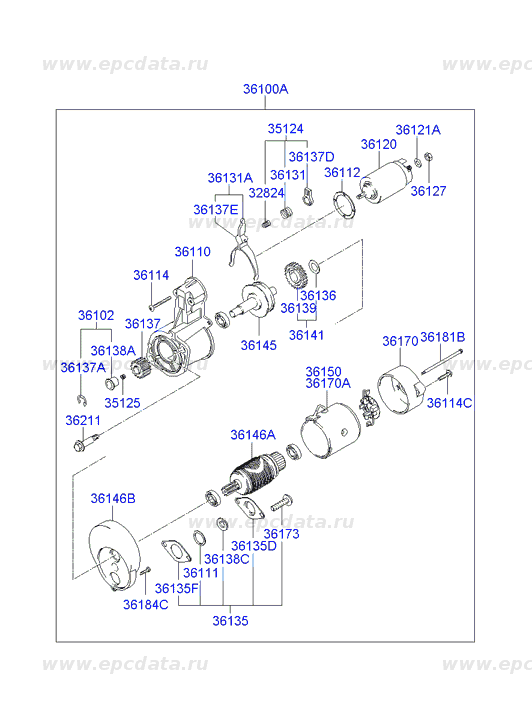 www.epcdata.ru www.epcdata.ru
36100A
35124
36121A
36120
36137D
36112
36131
36131A
32824
36127
36137E
www.epcdata.ru
36110
36114
36136
36139
36102
36137
36141
36170
36181B
36138A
36145
36137A
www.epcdata.ru www.epcdata.ru
36150
36170A
35125
36114C
36211
36146A
36146B
www.epcdata.ru
36173
36135D
36138C
36111
36135F
36184C
36135
www.epcdata.ru www.epcdata.ru